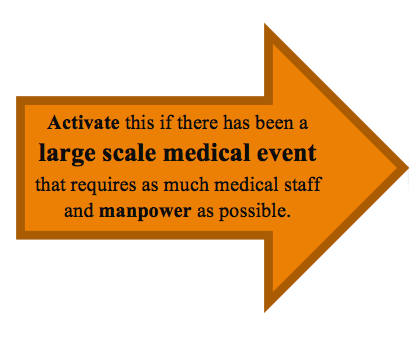 Activate this if there has been a
large scale medical event
that requires as much medical staff
and manpower as possible.